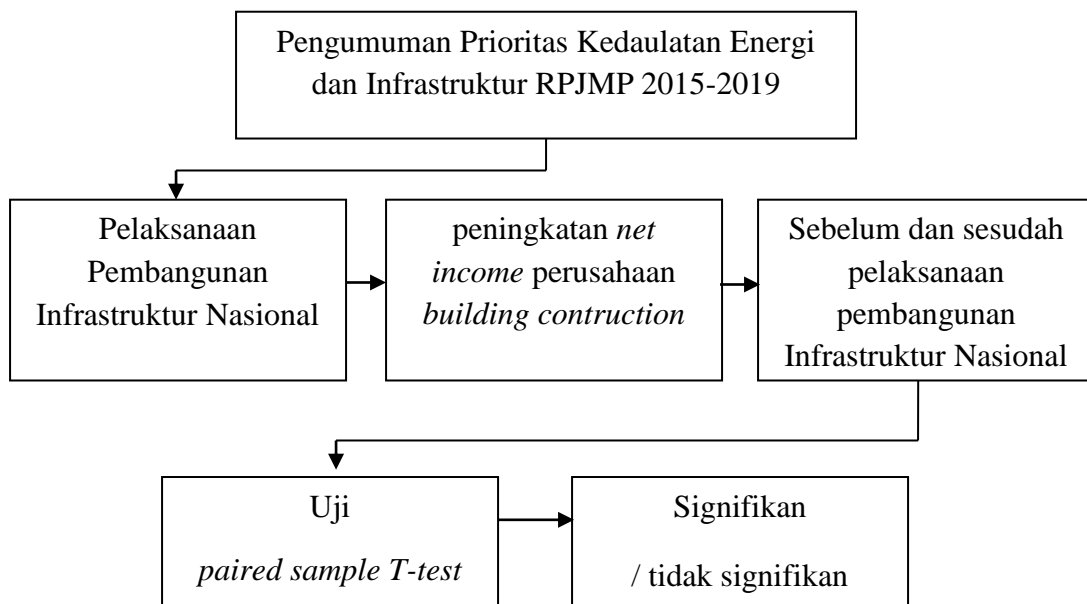 Pengumuman Prioritas Kedaulatan Energi
dan Infrastruktur RPJMP 2015-2019
Pelaksanaan
Pembangunan
Infrastruktur Nasional
peningkatan net
income perusahaan
building contruction
Sebelum dan sesudah
pelaksanaan
pembangunan
Infrastruktur Nasional
Uji
paired sample T-test
Signifikan
/ tidak signifikan